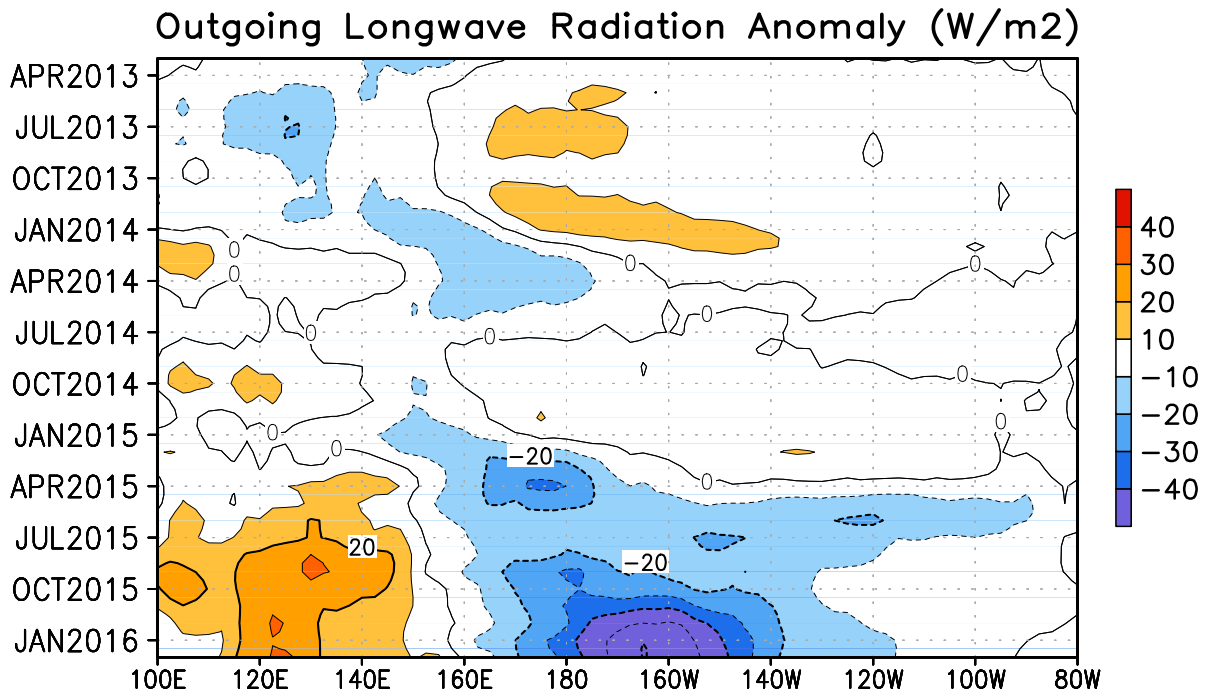 Outgoing Longwave Radiation Anomaly (W/m2)
APR2013
JUL2013
OCT2013
JAN2014
APR2014
JUL2014
OCT2014
JAN2015
APR2015
JUL2015
OCT2015
JAN2016
100E 120E 140E 160E 180 160W 140W 120W 100W 80W
0
0
0
0
0
0
0
0
0
0
0
0
-20
20
-20
40
30
20
10
-10
-20
-30
-40